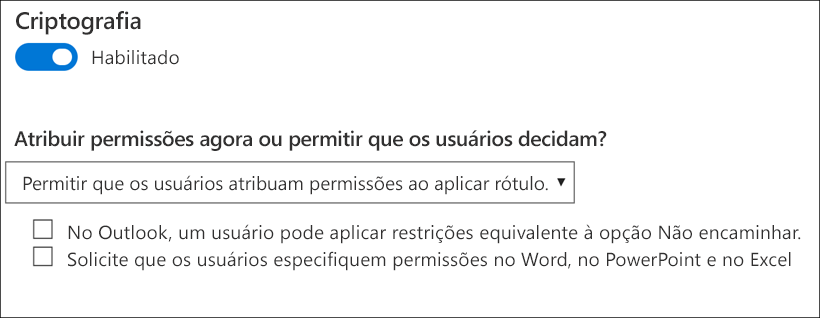 Criptografia
Habilitado
Atribuir permissões agora ou permitir que os usuários decidam?
Permitir que os usuários atribuam permissões ao aplicar rótulo.
No Outlook, um usuário pode aplicar restrições equivalente à opção Não encaminhar.
Solicite que os usuários especifiquem permissões no Word, no PowerPoint e no Excel